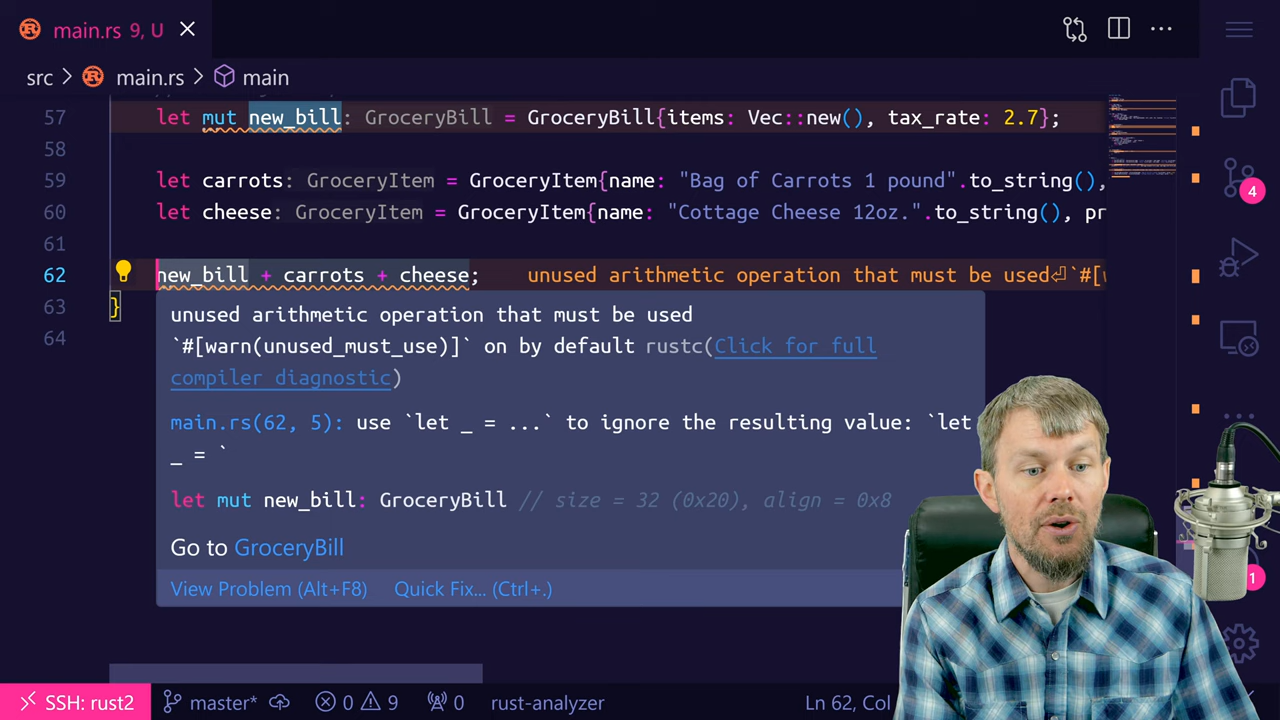 main.rs 9, U
src > main.rs > main
57 let mut new_bill: GroceryBill = GroceryBill{items: Vec::new(), tax_rate: 2.7};
58
59 let carrots: GroceryItem = GroceryItem{name: "Bag of Carrots 1 pound".to_string(),
60 let cheese: GroceryItem = GroceryItem{name: "Cottage Cheese 12oz.".to_string(), pr
61
62 new_bill + carrots + cheese; unused arithmetic operation that must be used⏎`#[w
63 }
64
unused arithmetic operation that must be used
`#[warn(unused_must_use)]` on by default rustc(Click for full
compiler diagnostic)
main.rs(62, 5): use `let _ = ...` to ignore the resulting value: `let
_ = `
let mut new_bill: GroceryBill // size = 32 (0x20), align = 0x8
Go to GroceryBill
View Problem (Alt+F8) Quick Fix... (Ctrl+.)
4
1
SSH: rust2 master* 0 9 0 rust-analyzer Ln 62, Col